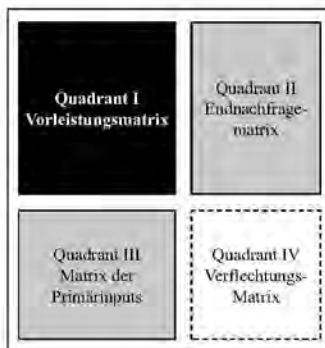 Quadrant I
Vorleistungsmatrix
Quadrant II
Endnachfrage-
matrix
Quadrant III
Matrix der
Primärinputs
Quadrant IV
Verflechtungs-
Matrix